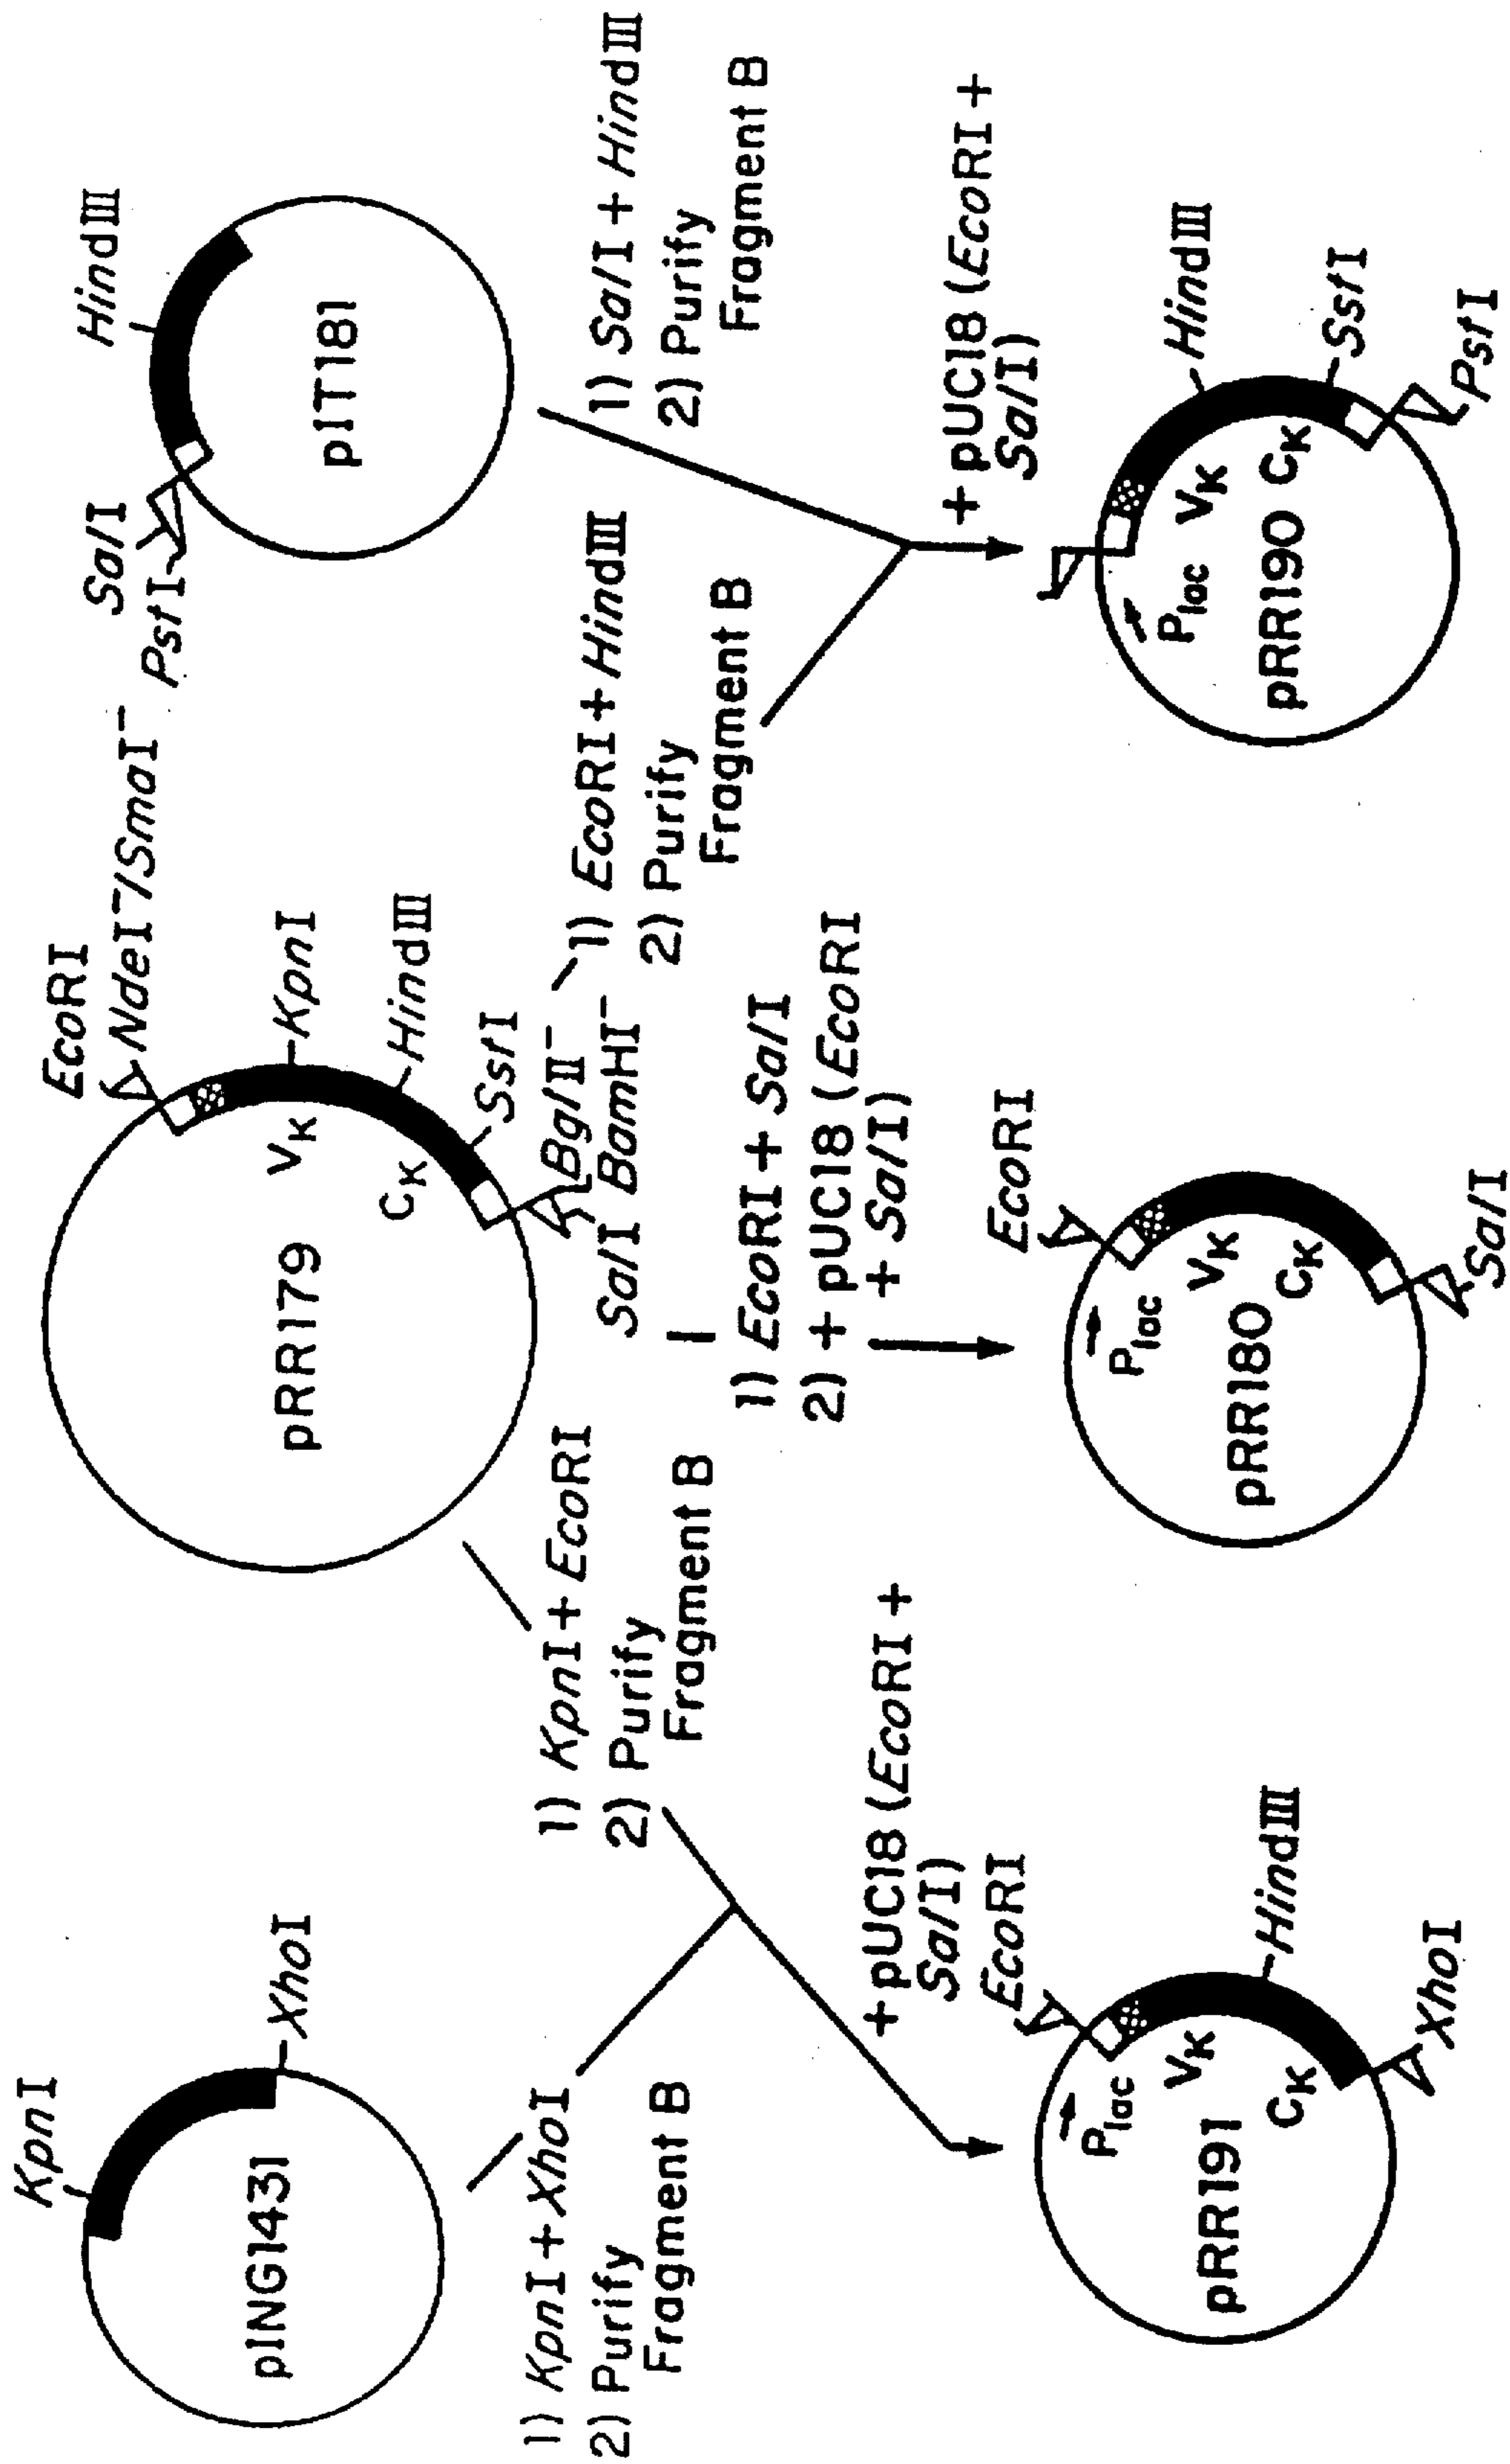 KpnI
XhoI
pING1431
1) KpnI + XhoI
2) Purify
Fragment B
EcoRI
NdeI⁻/SmaI⁻
KpnI
HindIII
SstI
BglII⁻
SalI BamHI⁻
VK
CK
pRR179
SalI
PstI
HindIII
pIT181
1) KpnI + EcoRI
2) Purify
Fragment B
1) EcoRI + SalI
2) + pUC18 (EcoRI
+ SalI)
1) EcoRI + HindIII
2) Purify
Fragment B
1) SalI + HindIII
2) Purify
Fragment B
+ pUC18 (EcoRI +
SalI)
EcoRI
HindIII
XhoI
Plac
VK
CK
pRR191
EcoRI
SalI
Plac
VK
CK
pRR180
+ pUC18 (EcoRI +
SalI)
HindIII
SstI
PstI
Plac VK
pRR190 CK